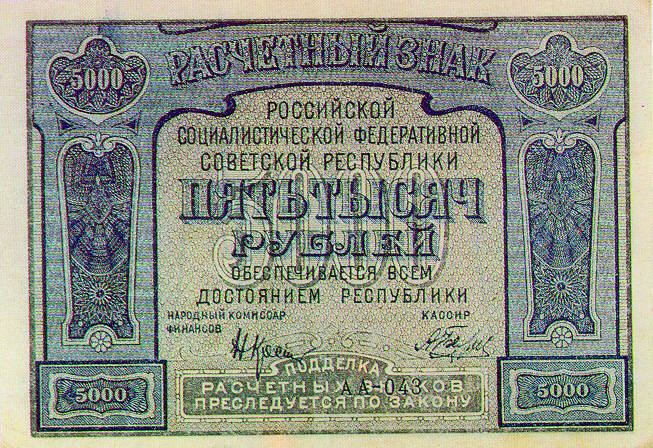 5000 РАСЧЕТНЫЙ ЗНАК 5000
РОССИЙСКОЙ
СОЦИАЛИСТИЧЕСКОЙ ФЕДЕРАТИВНОЙ
СОВЕТСКОЙ РЕСПУБЛИКИ
5000
ПЯТЬ ТЫСЯЧ
РУБЛЕЙ
ОБЕСПЕЧИВАЕТСЯ ВСЕМ
ДОСТОЯНИЕМ РЕСПУБЛИКИ
НАРОДНЫЙ КОМИССАР КАССИР
ФИНАНСОВ
ПОДДЕЛКА
5000 РАСЧЕТНЫХ ЗНАКОВ 5000
АА-043
ПРЕСЛЕДУЕТСЯ ПО ЗАКОНУ